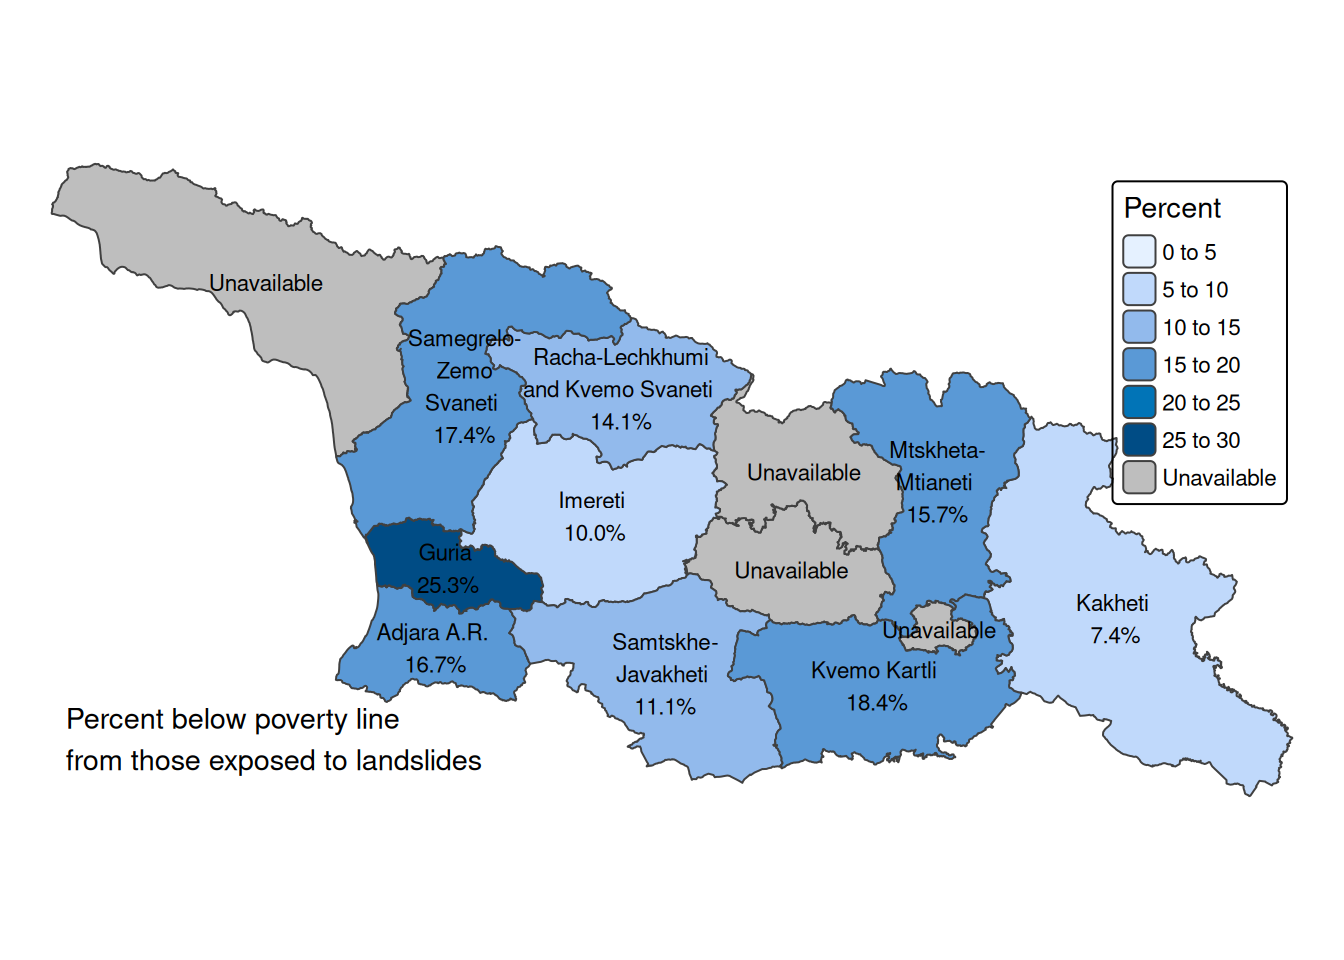 Unavailable
Samegrelo-
Zemo
Svaneti
17.4%
Racha-Lechkhumi
and Kvemo Svaneti
14.1%
Imereti
10.0%
Guria
25.3%
Adjara A.R.
16.7%
Samtskhe-
Javakheti
11.1%
Unavailable
Unavailable
Mtskheta-
Mtianeti
15.7%
Unavailable
Kvemo Kartli
18.4%
Kakheti
7.4%
Percent
0 to 5
5 to 10
10 to 15
15 to 20
20 to 25
25 to 30
Unavailable
Percent below poverty line
from those exposed to landslides